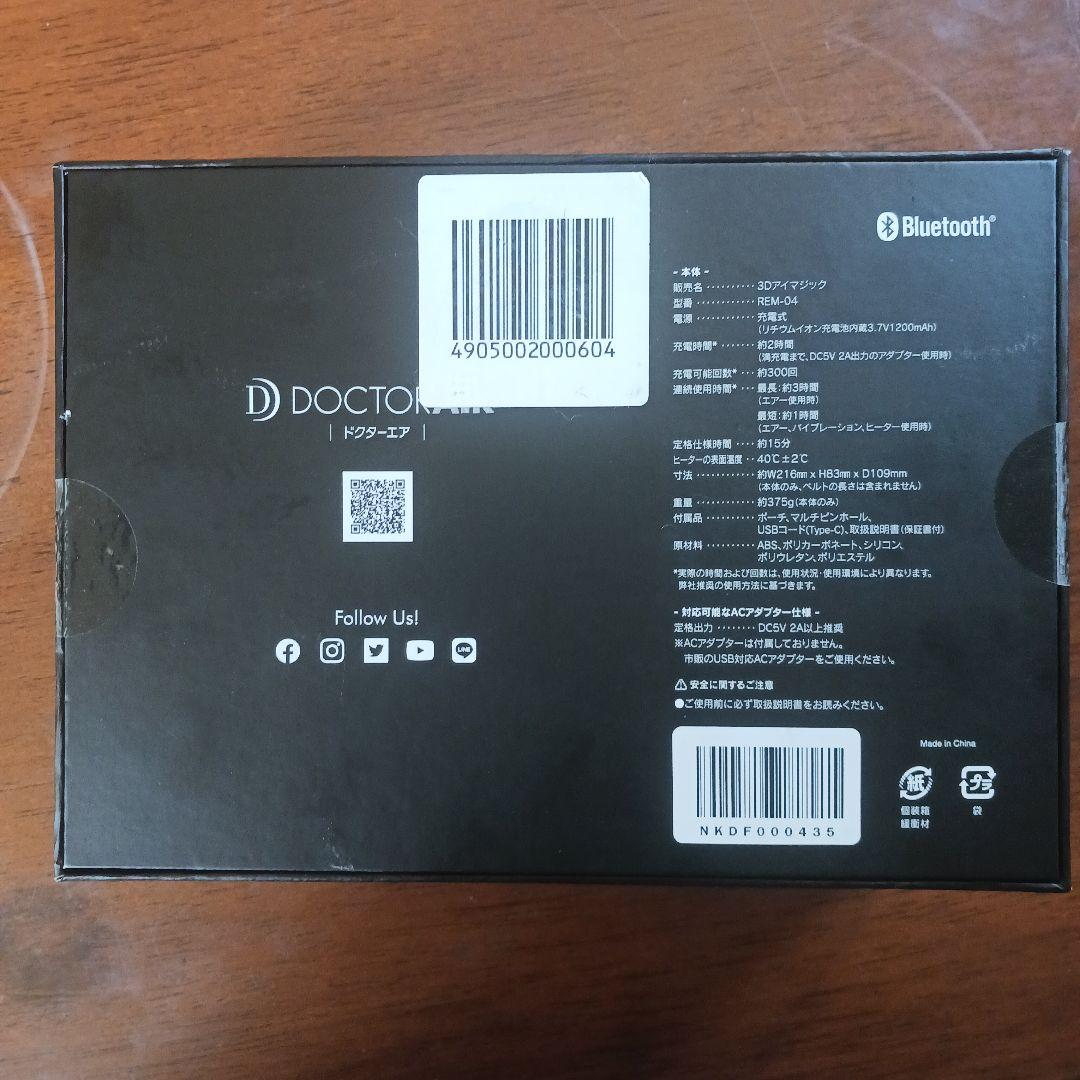 4905002000604
DOCTORAIR
| ドクターエア |
Follow Us!
LINE
Bluetooth®
- 本体 -
販売名 ·········· 3Dアイマジック
型番 ············ REM-04
電源 ············ 充電式
(リチウムイオン充電池内蔵3.7V1200mAh)
充電時間* ······· 約2時間
(満充電まで、DC5V 2A出力のアダプター使用時)
充電可能回数* ··· 約300回
連続使用時間* ··· 最長:約3時間
(エアー使用時)
最短:約1時間
(エアー、バイブレーション、ヒーター使用時)
定格仕様時間 ···· 約15分
ヒーターの表面温度 ·· 40℃±2℃
寸法 ············ 約W216㎜ x H83㎜ x D109㎜
(本体のみ、ベルトの長さは含まれません)
重量 ············ 約375g(本体のみ)
付属品 ·········· ポーチ、マルチピンホール、
USBコード(Type-C)、取扱説明書(保証書付)
原材料 ·········· ABS、ポリカーボネート、シリコン、
ポリウレタン、ポリエステル
*実際の時間および回数は、使用状況・使用環境により異なります。
弊社推奨の使用方法に基づきます。
- 対応可能なACアダプター仕様 -
定格出力 ········ DC5V 2A以上推奨
※ACアダプターは付属しておりません。
市販のUSB対応ACアダプターをご使用ください。
⚠ 安全に関するご注意
●ご使用前に必ず取扱説明書をお読みください。
NKDF000435
Made in China
紙
プラ
個装箱
緩衝材
袋